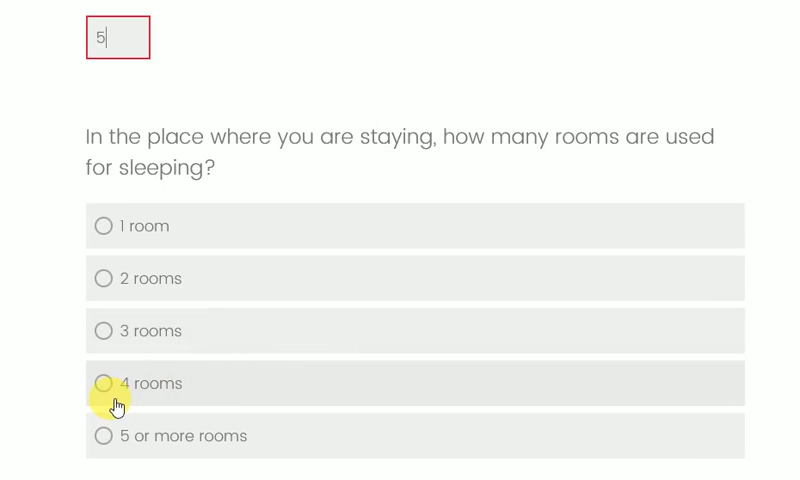 5
In the place where you are staying, how many rooms are used
for sleeping?
1 room
2 rooms
3 rooms
4 rooms
5 or more rooms